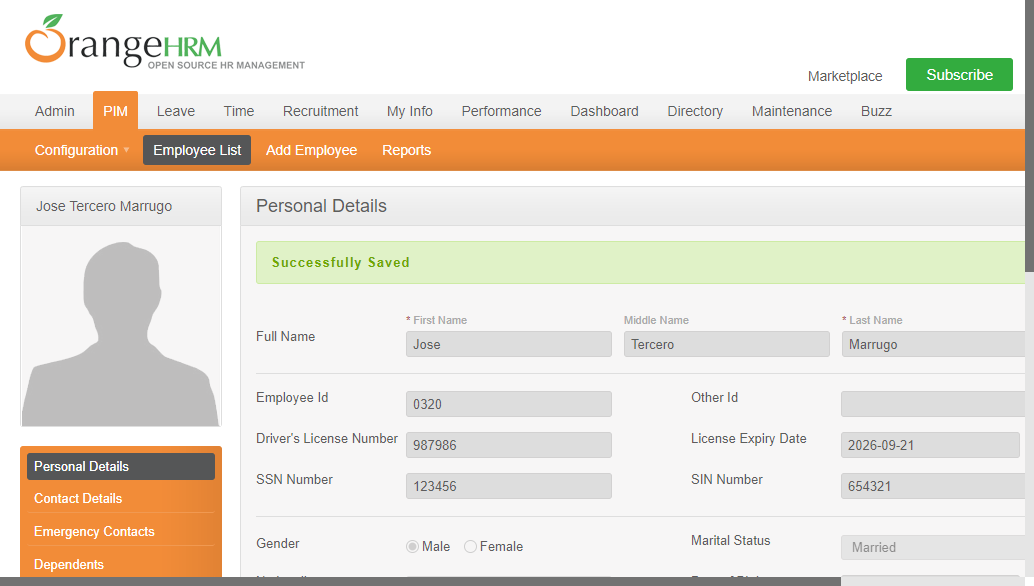 OrangeHRM
OPEN SOURCE HR MANAGEMENT
Marketplace
Subscribe
Admin PIM Leave Time Recruitment My Info Performance Dashboard Directory Maintenance Buzz
Configuration Employee List Add Employee Reports
Jose Tercero Marrugo
Personal Details
Successfully Saved
* First Name Middle Name * Last Name
Full Name
Jose Tercero Marrugo
Employee Id 0320 Other Id
Driver's License Number 987986 License Expiry Date 2026-09-21
SSN Number 123456 SIN Number 654321
Gender Male Female Marital Status Married
Personal Details
Contact Details
Emergency Contacts
Dependents